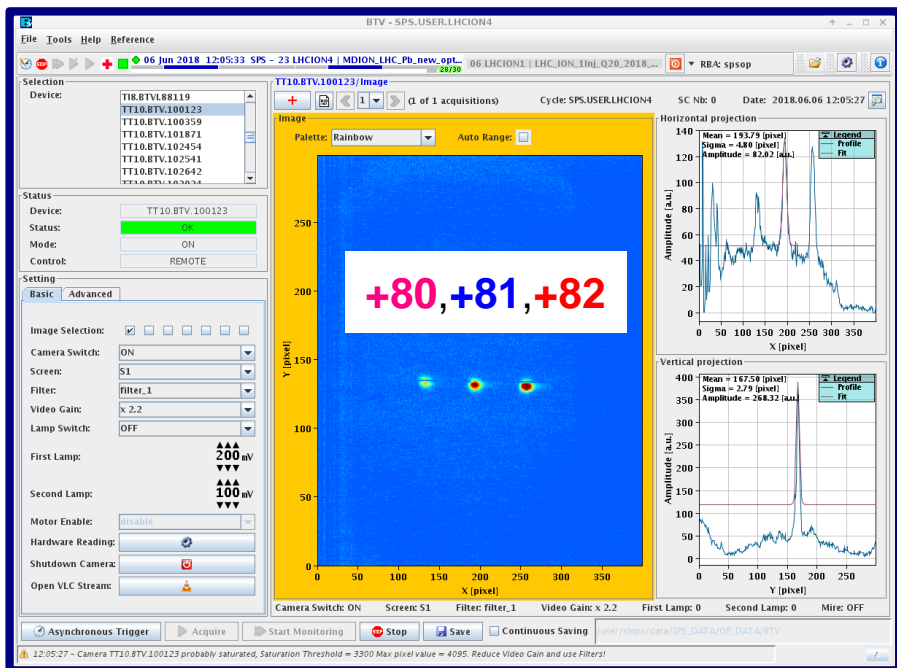 BTV - SPS.USER.LHCION4
File Tools Help Reference
06 Jun 2018 12:05:33 SPS - 23 LHCION4 | MDION_LHC_Pb_new_opt... 28/30 06 LHCION1 | LHC_ION_1Inj_Q20_2018_... RBA: spsop
Selection
Device:
TI8.BTV.88119
TT10.BTV.100123
TT10.BTV.100359
TT10.BTV.101871
TT10.BTV.102454
TT10.BTV.102541
TT10.BTV.102642
Status
Device: TT10.BTV.100123
Status: OK
Mode: ON
Control: REMOTE
Setting
Basic Advanced
Image Selection:
Camera Switch: ON
Screen: S1
Filter: filter_1
Video Gain: x 2.2
Lamp Switch: OFF
First Lamp: 200 mV
Second Lamp: 100 mV
Motor Enable: disable
Hardware Reading:
Shutdown Camera:
Open VLC Stream:
TT10.BTV.100123/Image
1 (1 of 1 acquisitions) Cycle: SPS.USER.LHCION4 SC Nb: 0 Date: 2018.06.06 12:05:27
Image
Palette: Rainbow Auto Range:
+80,+81,+82
250
200
150
100
50
0
Y [pixel]
0 50 100 150 200 250 300 350
X [pixel]
Horizontal projection
Mean = 193.79 [pixel]
Sigma = 4.80 [pixel]
Amplitude = 82.02 [a.u.]
Legend
Profile
Fit
140
120
100
80
60
40
20
0
Amplitude [a.u.]
0 50 100 150 200 250 300 350
X [pixel]
Vertical projection
Mean = 167.50 [pixel]
Sigma = 2.79 [pixel]
Amplitude = 268.32 [a.u.]
Legend
Profile
Fit
400
350
300
250
200
150
100
50
0
Amplitude [a.u.]
0 50 100 150 200 250
Y [pixel]
Camera Switch: ON Screen: S1 Filter: filter_1 Video Gain: x 2.2 First Lamp: 0 Second Lamp: 0 Mire: OFF
Asynchronous Trigger Acquire Start Monitoring Stop Save Continuous Saving /user/slops/data/SPS_DATA/OP_DATA/BTV
12:05:27 - Camera TT10.BTV.100123 probably saturated, Saturation Threshold = 3300 Max pixel value = 4095. Reduce Video Gain and use Filters!